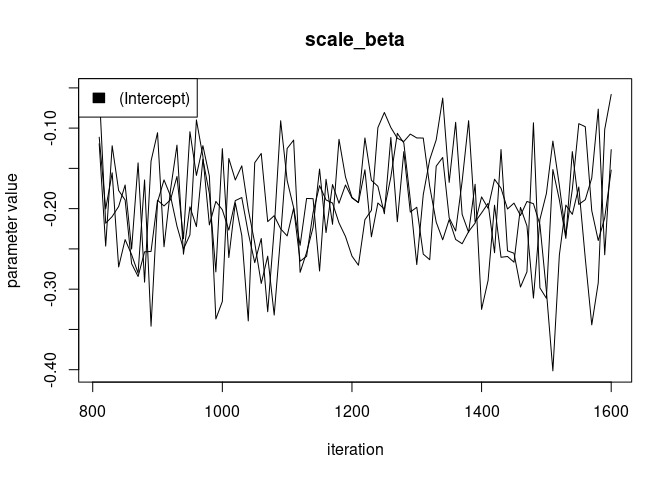 scale_beta
(Intercept)
-0.10
-0.20
-0.30
-0.40
parameter value
800 1000 1200 1400 1600
iteration